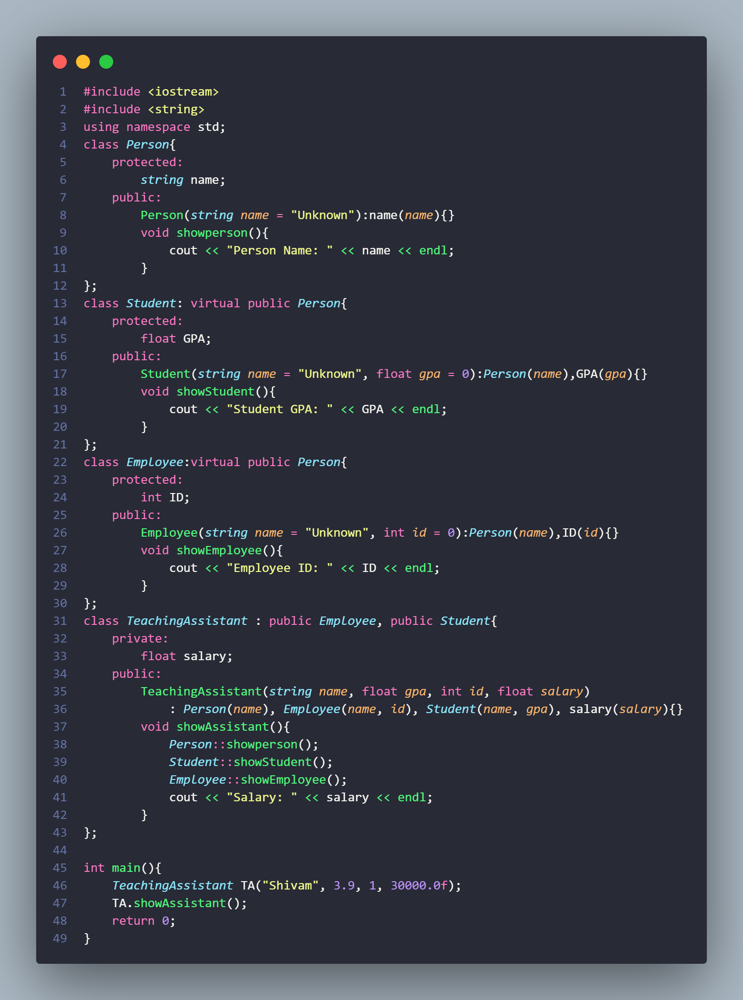 1 #include <iostream>
2 #include <string>
3 using namespace std;
4 class Person{
5     protected:
6         string name;
7     public:
8         Person(string name = "Unknown"):name(name){}
9         void showperson(){
10             cout << "Person Name: " << name << endl;
11         }
12 };
13 class Student: virtual public Person{
14     protected:
15         float GPA;
16     public:
17         Student(string name = "Unknown", float gpa = 0):Person(name),GPA(gpa){}
18         void showStudent(){
19             cout << "Student GPA: " << GPA << endl;
20         }
21 };
22 class Employee:virtual public Person{
23     protected:
24         int ID;
25     public:
26         Employee(string name = "Unknown", int id = 0):Person(name),ID(id){}
27         void showEmployee(){
28             cout << "Employee ID: " << ID << endl;
29         }
30 };
31 class TeachingAssistant : public Employee, public Student{
32     private:
33         float salary;
34     public:
35         TeachingAssistant(string name, float gpa, int id, float salary)
36             : Person(name), Employee(name, id), Student(name, gpa), salary(salary){}
37         void showAssistant(){
38             Person::showperson();
39             Student::showStudent();
40             Employee::showEmployee();
41             cout << "Salary: " << salary << endl;
42         }
43 };
44
45 int main(){
46     TeachingAssistant TA("Shivam", 3.9, 1, 30000.0f);
47     TA.showAssistant();
48     return 0;
49 }